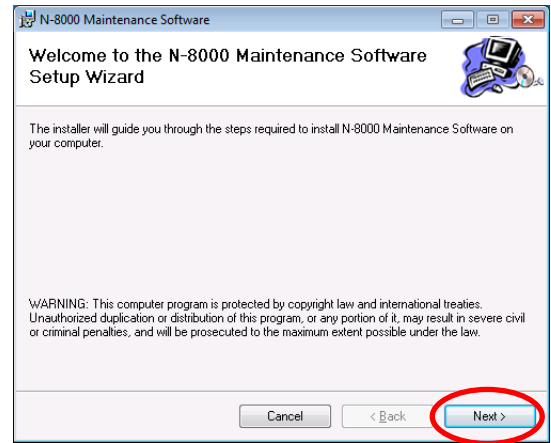 N-8000 Maintenance Software
Welcome to the N-8000 Maintenance Software
Setup Wizard
The installer will guide you through the steps required to install N-8000 Maintenance Software on
your computer.
WARNING: This computer program is protected by copyright law and international treaties.
Unauthorized duplication or distribution of this program, or any portion of it, may result in severe civil
or criminal penalties, and will be prosecuted to the maximum extent possible under the law.
Cancel
< Back
Next >